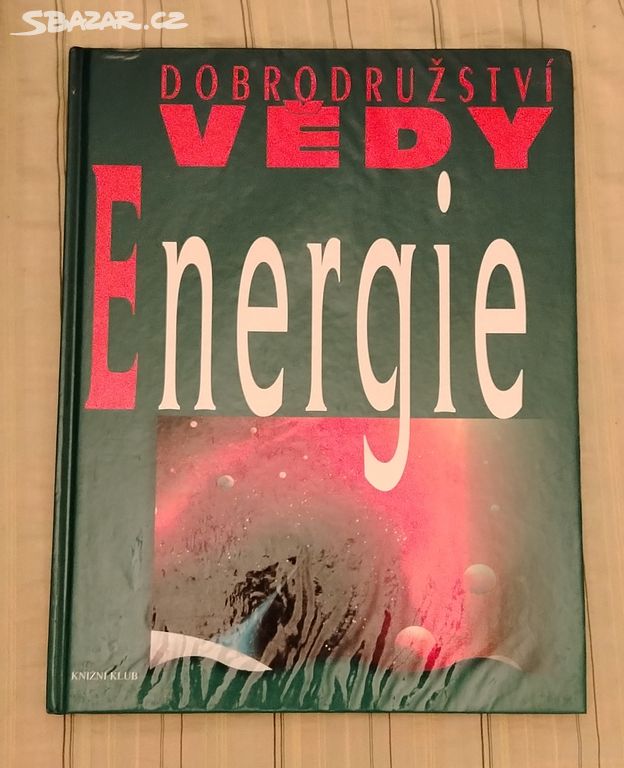 SBAZAR.CZ
DOBRODRUŽSTVÍ
VĚDY
Energie
KNIŽNÍ KLUB